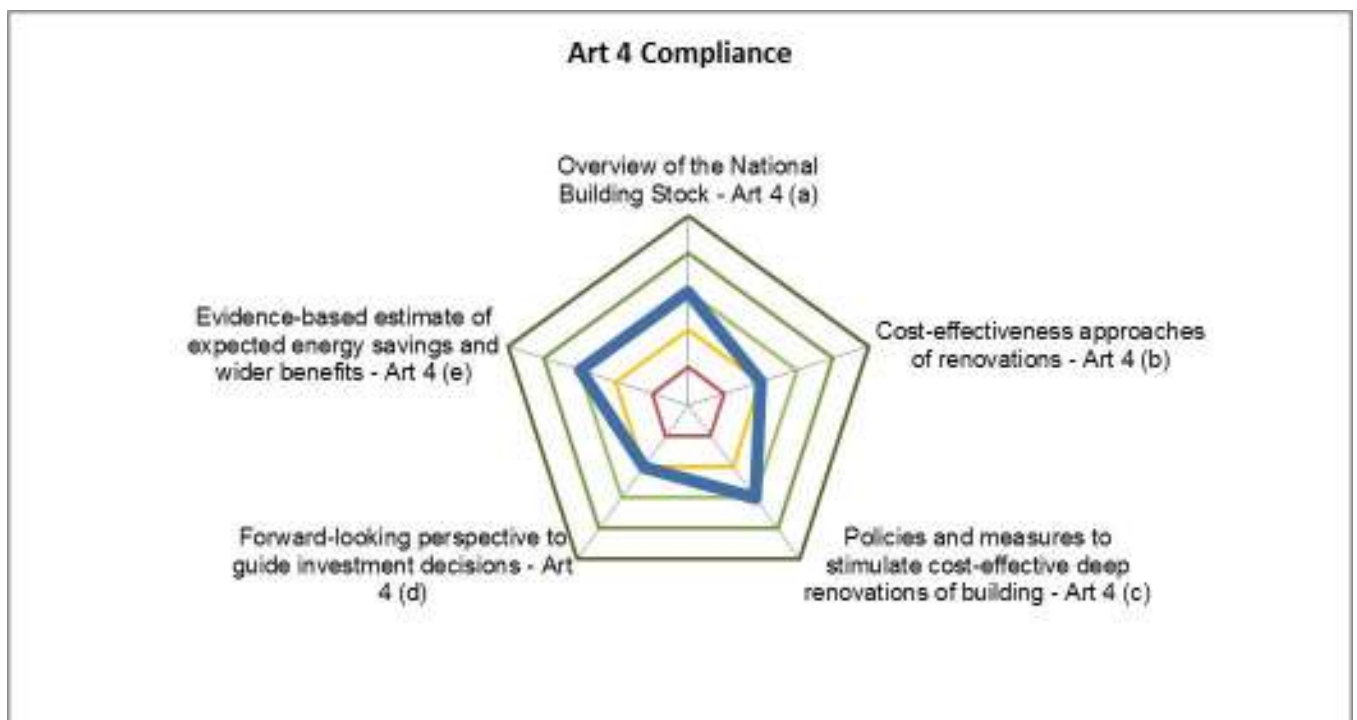 Art 4 Compliance
Overview of the National
Building Stock - Art 4 (a)
Cost-effectiveness approaches
of renovations - Art 4 (b)
Policies and measures to
stimulate cost-effective deep
renovations of building - Art 4 (c)
Forward-looking perspective to
guide investment decisions - Art
4 (d)
Evidence-based estimate of
expected energy savings and
wider benefits - Art 4 (e)